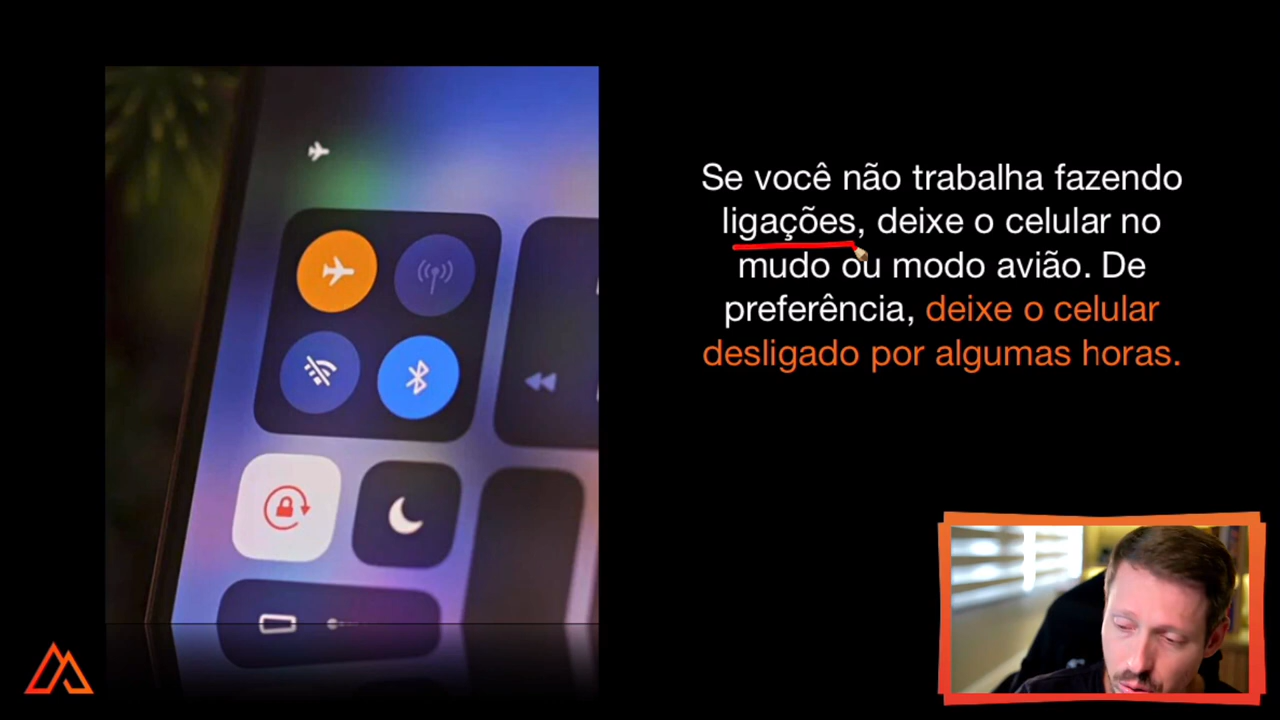 Se você não trabalha fazendo
ligações, deixe o celular no
mudo ou modo avião. De
preferência, deixe o celular
desligado por algumas horas.